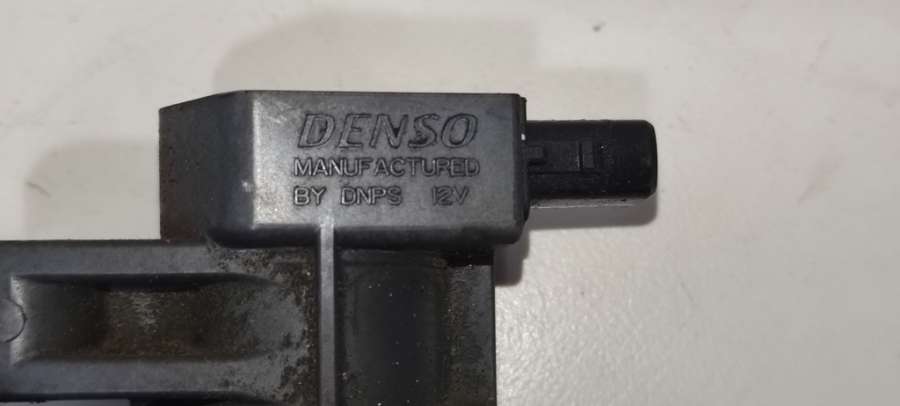 DENSO
MANUFACTURED
BY DNPS 12V